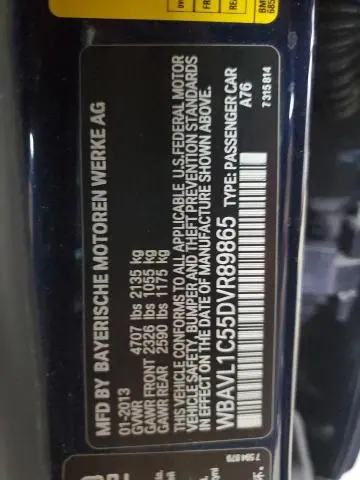 MFD BY BAYERISCHE MOTOREN WERKE AG
01-2013
GVWR 4707 lbs 2135 kg
GAWR FRONT 2326 lbs 1055 kg
GAWR REAR 2590 lbs 1175 kg
THIS VEHICLE CONFORMS TO ALL APPLICABLE U.S. FEDERAL MOTOR
VEHICLE SAFETY, BUMPER AND THEFT PREVENTION STANDARDS
IN EFFECT ON THE DATE OF MANUFACTURE SHOWN ABOVE.
WBAVL1C55DVR89865 TYPE: PASSENGER CAR
A76
7 315 814